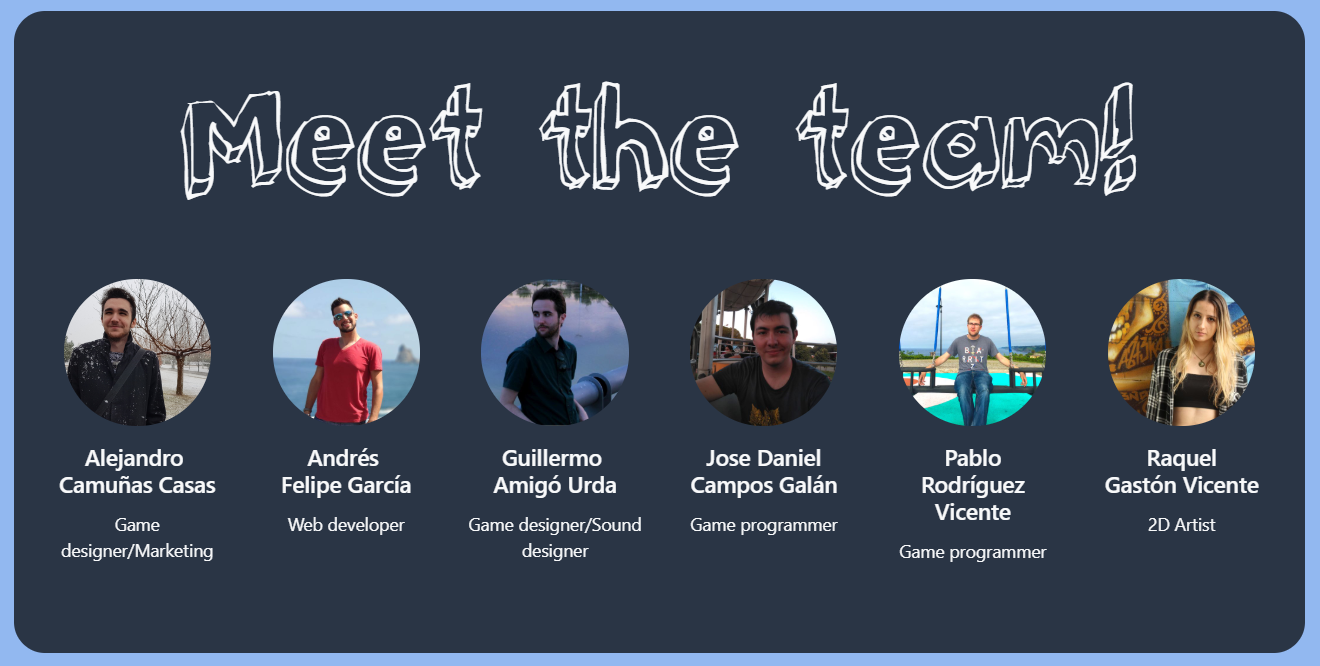 Meet the team!
Alejandro
Camuñas Casas
Game
designer/Marketing
Andrés
Felipe García
Web developer
Guillermo
Amigó Urda
Game designer/Sound
designer
Jose Daniel
Campos Galán
Game programmer
Pablo
Rodríguez
Vicente
Game programmer
Raquel
Gastón Vicente
2D Artist